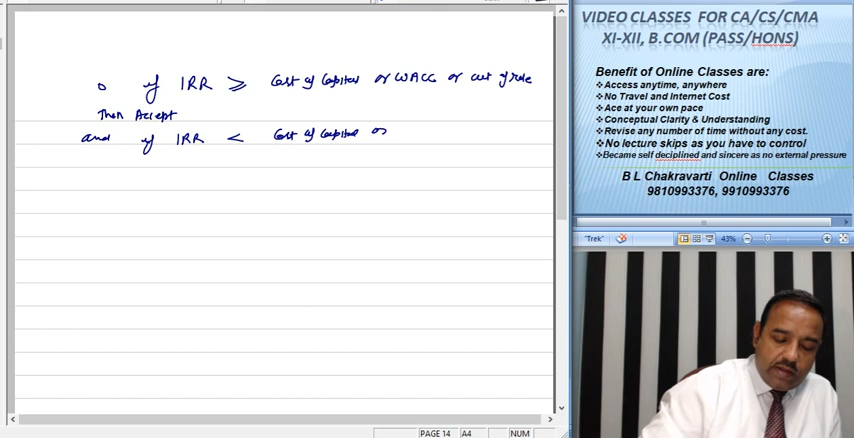 o if IRR ≥ Cost of Capital or WACC or cut of rate
Then Accept
and if IRR < Cost of Capital o
PAGE 14 A4 NUM
VIDEO CLASSES FOR CA/CS/CMA
XI-XII, B.COM (PASS/HONS)
Benefit of Online Classes are:
❖Access anytime, anywhere
❖No Travel and Internet Cost
❖Ace at your own pace
❖Conceptual Clarity & Understanding
❖Revise any number of time without any cost.
❖No lecture skips as you have to control
❖Became self deciplined and sincere as no external pressure
B L Chakravarti Online Classes
9810993376, 9910993376
"Trek" 43%